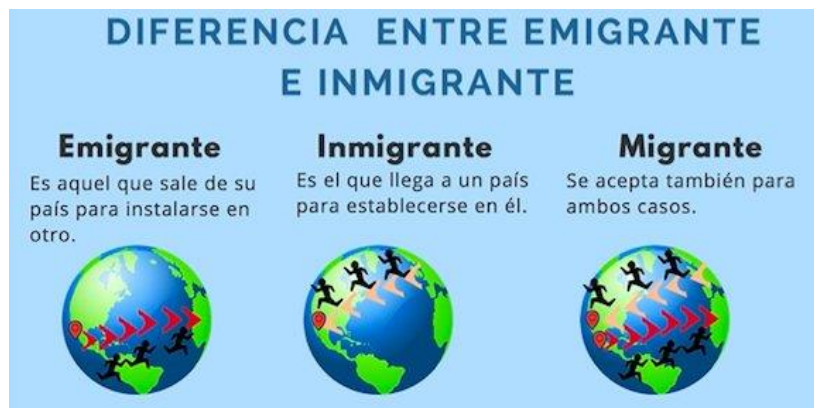 DIFERENCIA ENTRE EMIGRANTE
E INMIGRANTE
Emigrante
Es aquel que sale de su
país para instalarse en
otro.
Inmigrante
Es el que llega a un país
para establecerse en él.
Migrante
Se acepta también para
ambos casos.